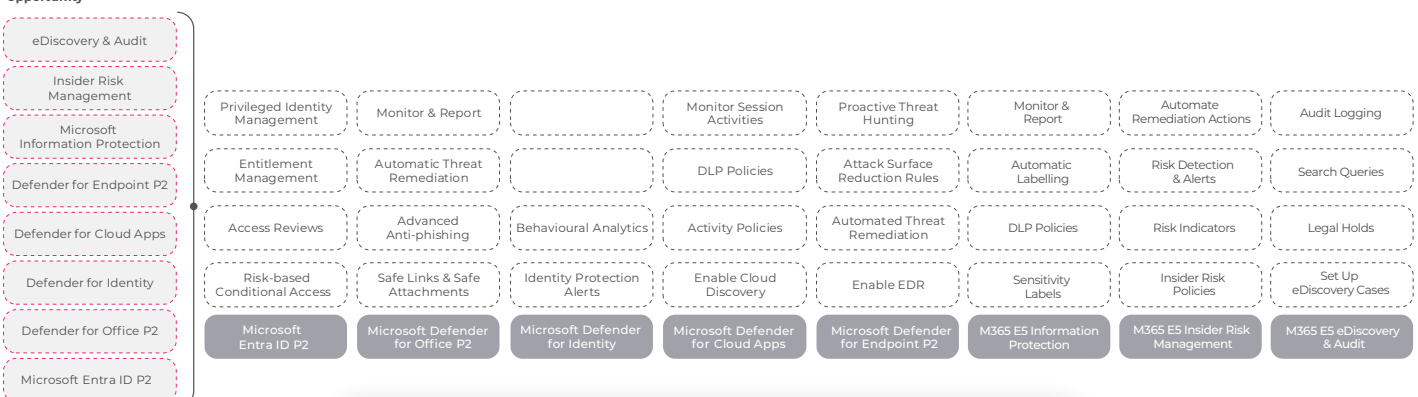 eDiscovery & Audit
Insider Risk
Management
Microsoft
Information Protection
Defender for Endpoint P2
Defender for Cloud Apps
Defender for Identity
Defender for Office P2
Microsoft Entra ID P2
Privileged Identity
Management
Monitor & Report
Monitor Session
Activities
Proactive Threat
Hunting
Monitor &
Report
Automate
Remediation Actions
Audit Logging
Entitlement
Management
Automatic Threat
Remediation
DLP Policies
Attack Surface
Reduction Rules
Automatic
Labelling
Risk Detection
& Alerts
Search Queries
Access Reviews
Advanced
Anti-phishing
Behavioural Analytics
Activity Policies
Automated Threat
Remediation
DLP Policies
Risk Indicators
Legal Holds
Risk-based
Conditional Access
Safe Links & Safe
Attachments
Identity Protection
Alerts
Enable Cloud
Discovery
Enable EDR
Sensitivity
Labels
Insider Risk
Policies
Set Up
eDiscovery Cases
Microsoft
Entra ID P2
Microsoft Defender
for Office P2
Microsoft Defender
for Identity
Microsoft Defender
for Cloud Apps
Microsoft Defender
for Endpoint P2
M365 E5 Information
Protection
M365 E5 Insider Risk
Management
M365 E5 eDiscovery
& Audit